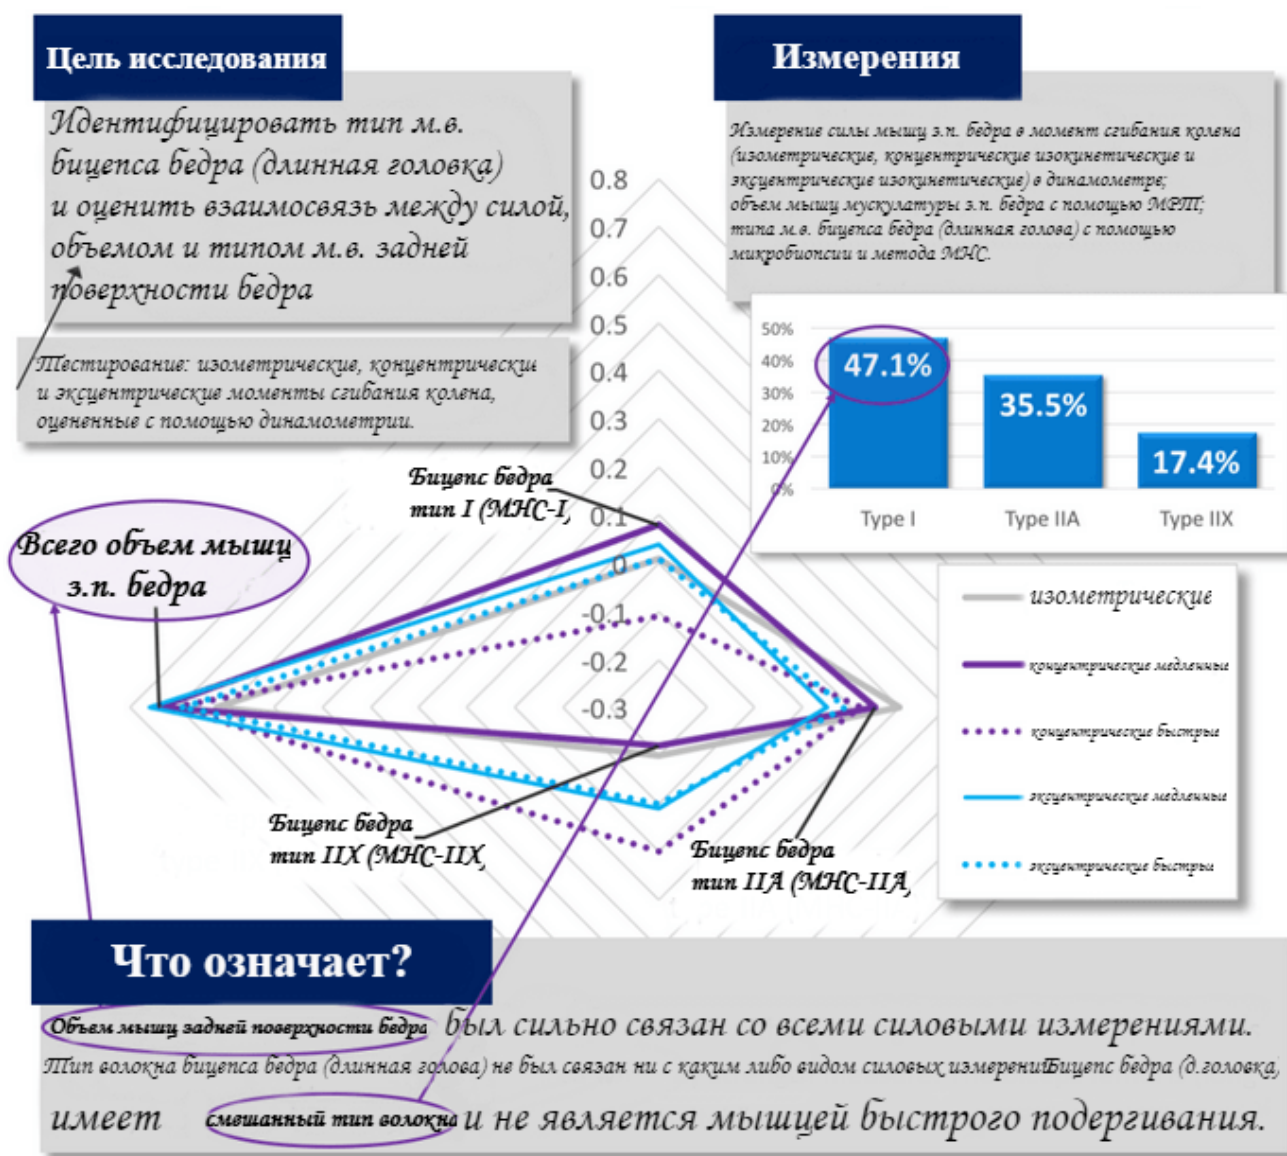 Цель исследования
Идентифицировать тип м.в.
бицепса бедра (длинная головка)
и оценить взаимосвязь между силой,
объемом и типом м.в. задней
поверхности бедра
Тестирование: изометрические, концентрические
и эксцентрические моменты сгибания колена,
оцененные с помощью динамометрии.
Измерения
Измерение силы мышц з.п. бедра в момент сгибания колена
(изометрические, концентрические изокинетические и
эксцентрические изокинетические) в динамометре;
объем мышц мускулатуры з.п. бедра с помощью МРТ;
типа м.в. бицепса бедра (длинная голова) с помощью
микробиопсии и метода МНС.
50%
40%
30%
20%
10%
0%
47.1%
35.5%
17.4%
Type I
Type IIA
Type IIX
0.8
0.7
0.6
0.5
0.4
0.3
0.2
0.1
0
-0.1
-0.2
-0.3
Бицепс бедра
тип I (МНС-I,
Всего объем мышц
з.п. бедра
Бицепс бедра
тип IIX (МНС-IIX,
Бицепс бедра
тип IIA (МНС-IIA,
изометрические
концентрические медленные
концентрические быстрые
эксцентрические медленные
эксцентрические быстрые
Что означает?
Объем мышц задней поверхности бедра был сильно связан со всеми силовыми измерениями.
Тип волокна бицепса бедра (длинная голова) не был связан ни с каким либо видом силовых измерений Бицепс бедра (д.головка,
имеет смешанный тип волокна и не является мышцей быстрого подергивания.